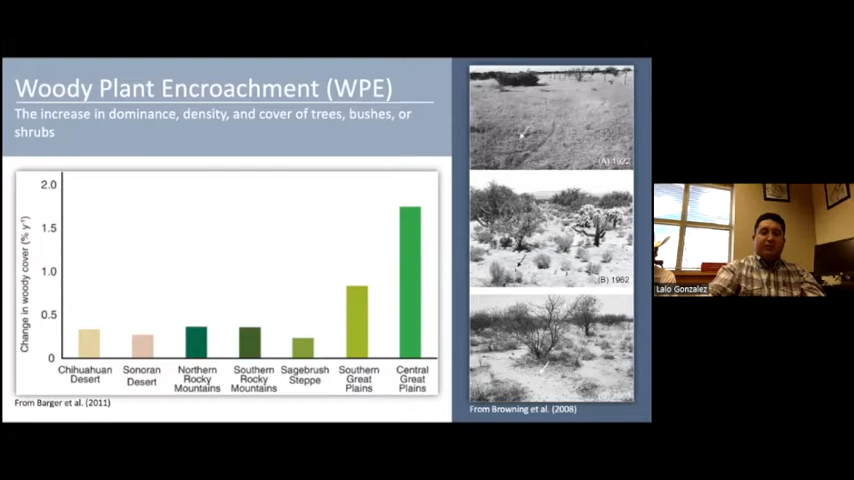 Woody Plant Encroachment (WPE)
The increase in dominance, density, and cover of trees, bushes, or
shrubs
Change in woody cover (% y⁻¹)
2.0
1.5
1.0
0.5
0
Chihuahuan
Desert
Sonoran
Desert
Northern
Rocky
Mountains
Southern
Rocky
Mountains
Sagebrush
Steppe
Southern
Great
Plains
Central
Great
Plains
From Barger et al. (2011)
(A) 1922
(B) 1962
From Browning et al. (2008)
Lalo Gonzalez